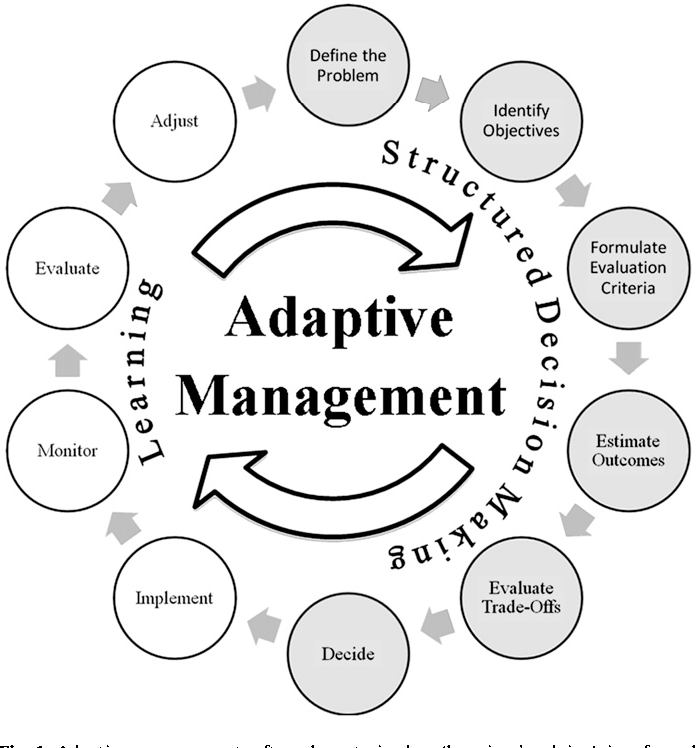 Define the
Problem
Identify
Objectives
Formulate
Evaluation
Criteria
Estimate
Outcomes
Evaluate
Trade-Offs
Decide
Implement
Monitor
Evaluate
Adjust
Structured Decision Making
Learning
Adaptive
Management